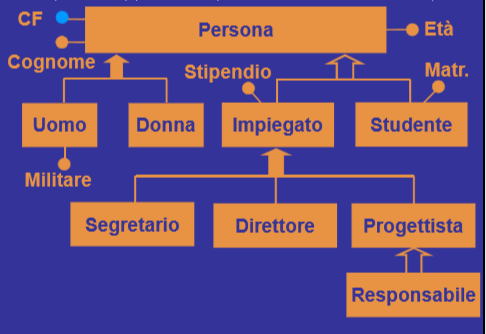 CF
Persona
Età
Cognome
Stipendio
Matr.
Uomo
Donna
Impiegato
Studente
Militare
Segretario
Direttore
Progettista
Responsabile